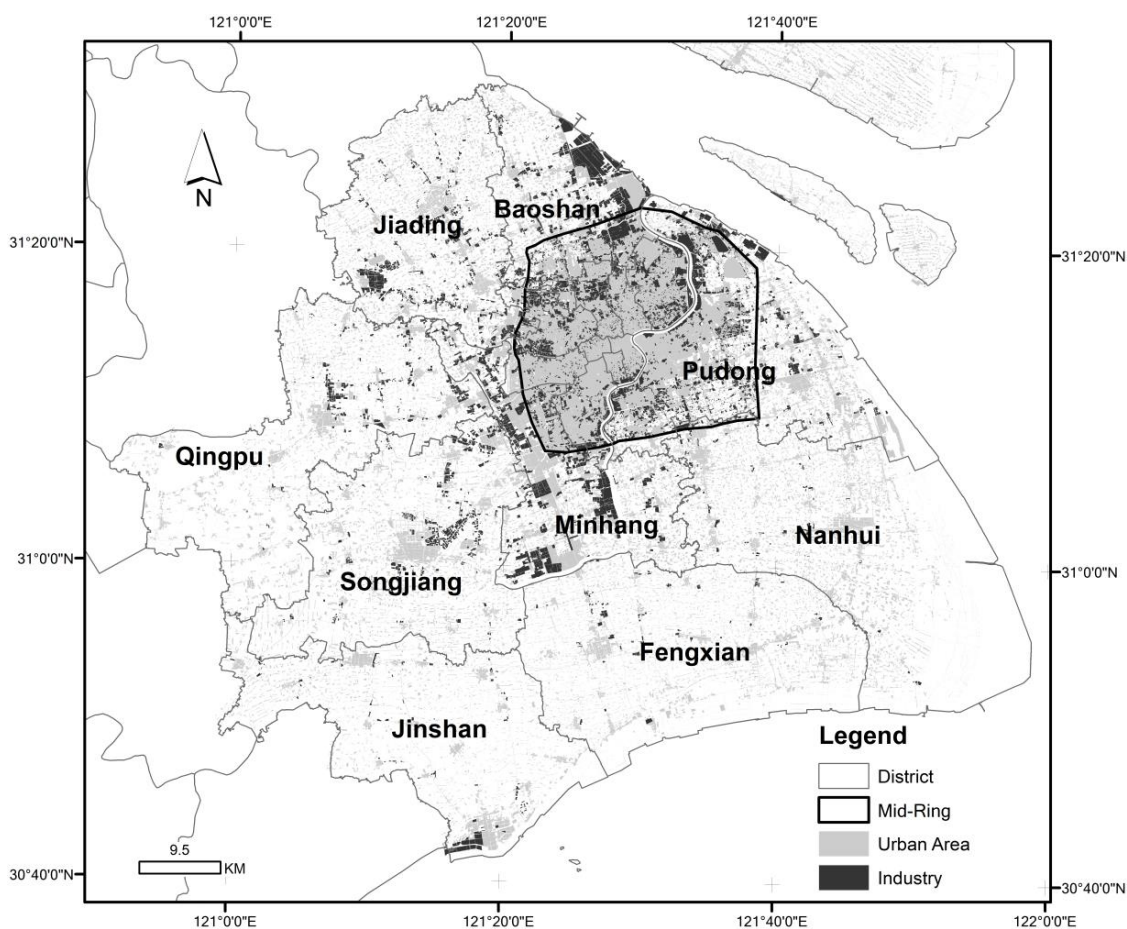 121°0'0"E
121°20'0"E
121°40'0"E
N
Jiading
Baoshan
31°20'0"N
31°20'0"N
Pudong
Qingpu
Minhang
Nanhui
31°0'0"N
31°0'0"N
Songjiang
Fengxian
Jinshan
Legend
District
Mid-Ring
Urban Area
Industry
9.5
KM
30°40'0"N
30°40'0"N
121°0'0"E
121°20'0"E
121°40'0"E
122°0'0"E